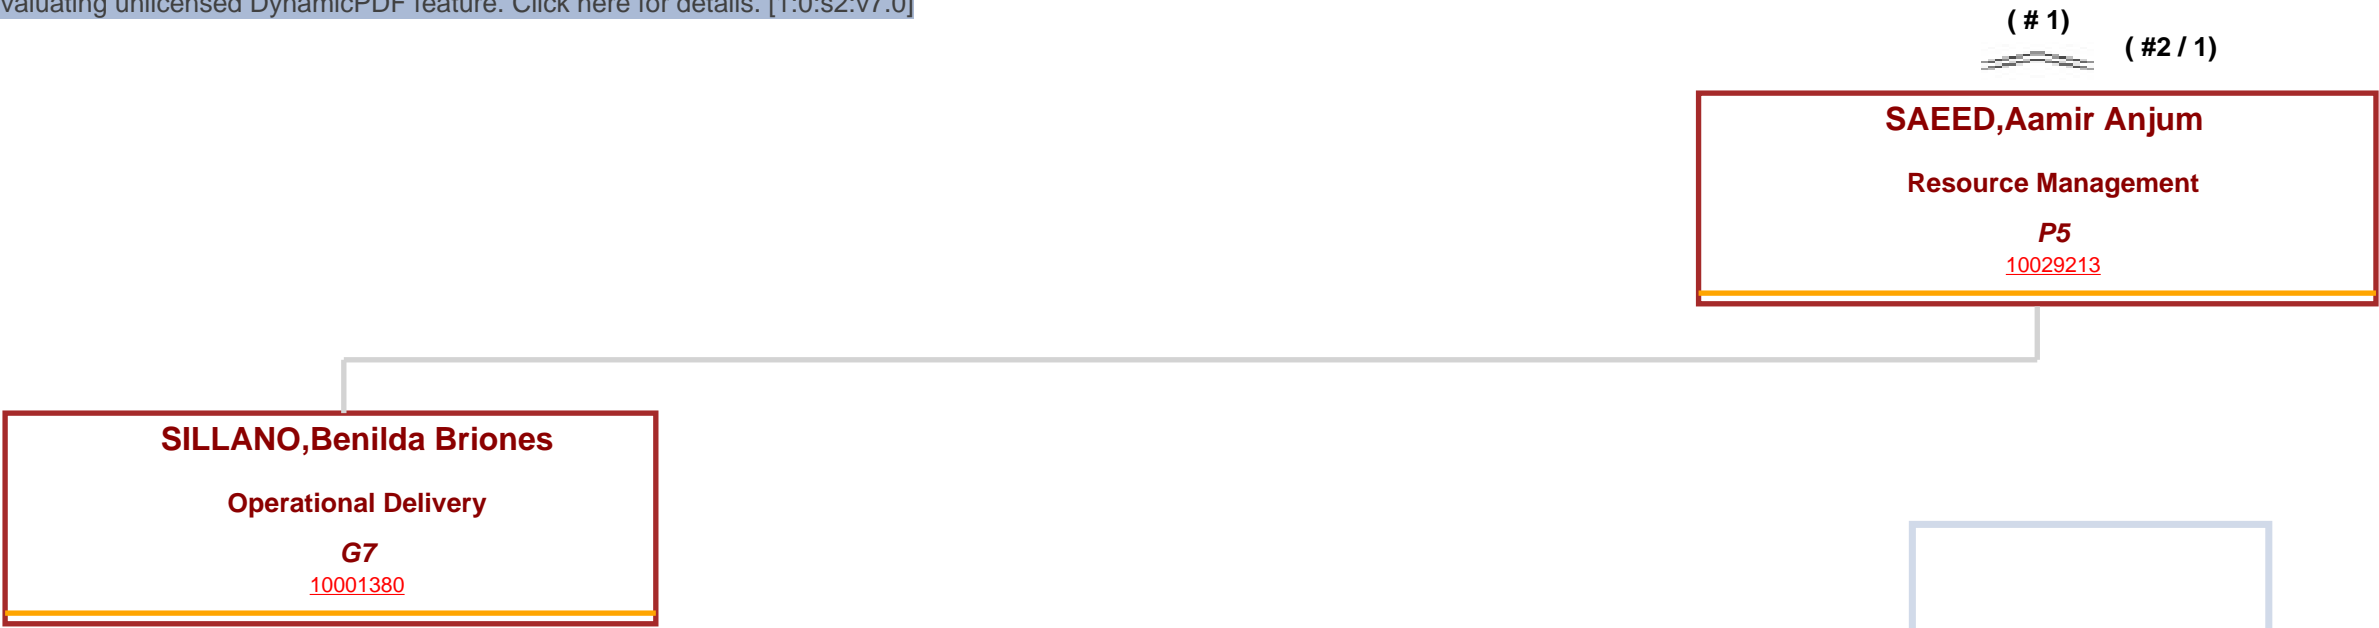 valuating unlicensed DynamicPDF feature. Click here for details. [1:0:s2:v7.0]
( # 1)
( #2 / 1)
SAEED,Aamir Anjum
Resource Management
P5
10029213
SILLANO,Benilda Briones
Operational Delivery
G7
10001380